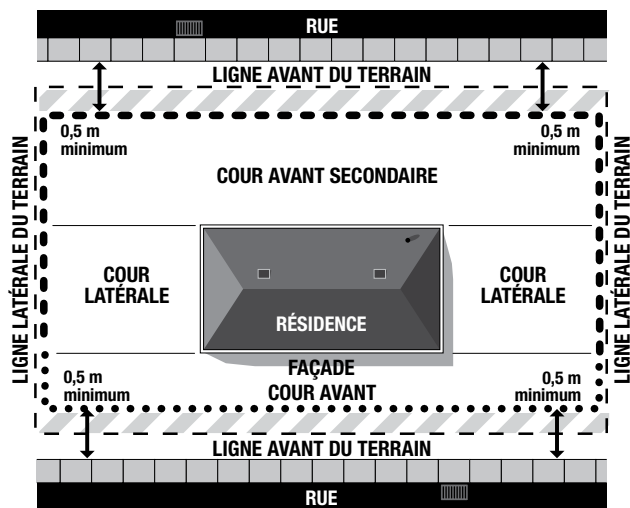 RUE
LIGNE AVANT DU TERRAIN
0,5 m
minimum
0,5 m
minimum
COUR AVANT SECONDAIRE
LIGNE LATÉRALE DU TERRAIN
LIGNE LATÉRALE DU TERRAIN
COUR
LATÉRALE
COUR
LATÉRALE
RÉSIDENCE
FAÇADE
COUR AVANT
0,5 m
minimum
0,5 m
minimum
LIGNE AVANT DU TERRAIN
RUE